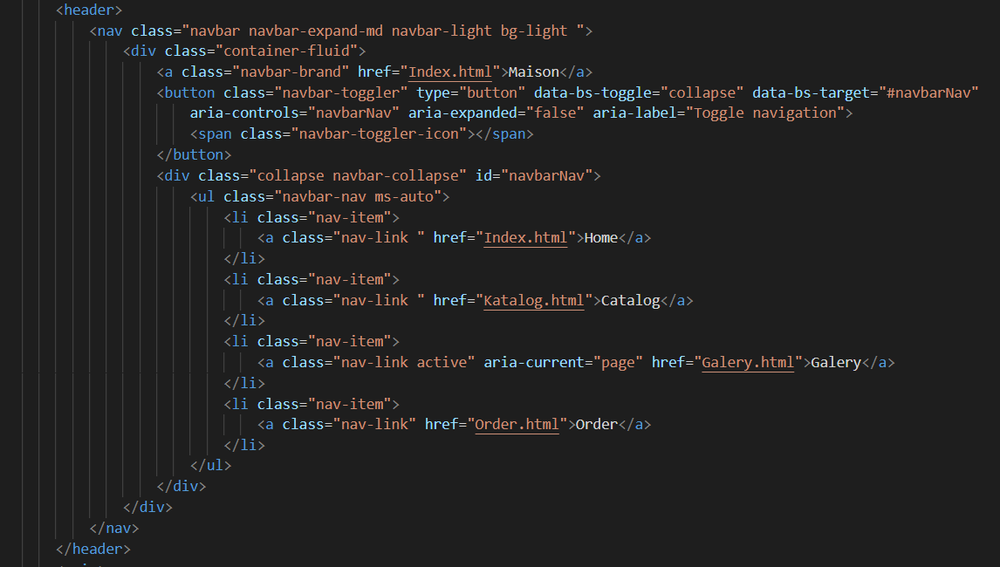 <header>
<nav class="navbar navbar-expand-md navbar-light bg-light ">
<div class="container-fluid">
<a class="navbar-brand" href="Index.html">Maison</a>
<button class="navbar-toggler" type="button" data-bs-toggle="collapse" data-bs-target="#navbarNav"
aria-controls="navbarNav" aria-expanded="false" aria-label="Toggle navigation">
<span class="navbar-toggler-icon"></span>
</button>
<div class="collapse navbar-collapse" id="navbarNav">
<ul class="navbar-nav ms-auto">
<li class="nav-item">
<a class="nav-link " href="Index.html">Home</a>
</li>
<li class="nav-item">
<a class="nav-link " href="Katalog.html">Catalog</a>
</li>
<li class="nav-item">
<a class="nav-link active" aria-current="page" href="Galery.html">Galery</a>
</li>
<li class="nav-item">
<a class="nav-link" href="Order.html">Order</a>
</li>
</ul>
</div>
</div>
</nav>
</header>